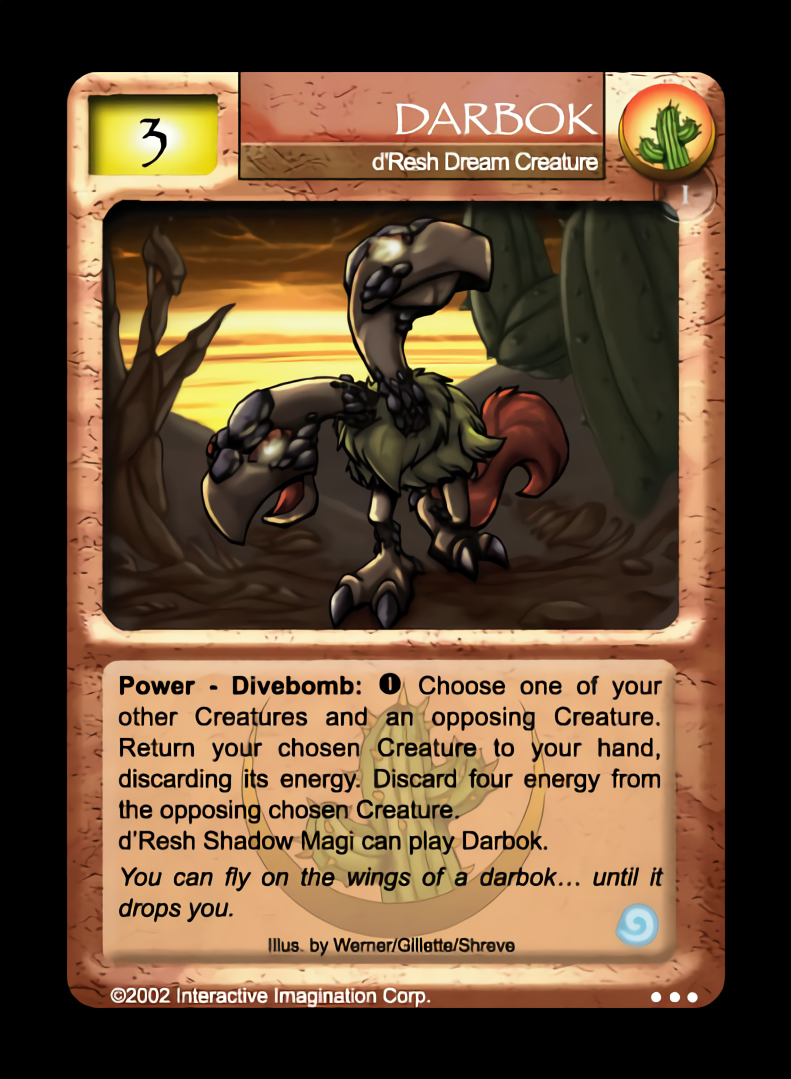 3
DARBOK
d'Resh Dream Creature
I
Power - Divebomb: 1 Choose one of your
other Creatures and an opposing Creature.
Return your chosen Creature to your hand,
discarding its energy. Discard four energy from
the opposing chosen Creature.
d'Resh Shadow Magi can play Darbok.
You can fly on the wings of a darbok... until it
drops you.
Illus. by Werner/Gillette/Shreve
©2002 Interactive Imagination Corp.